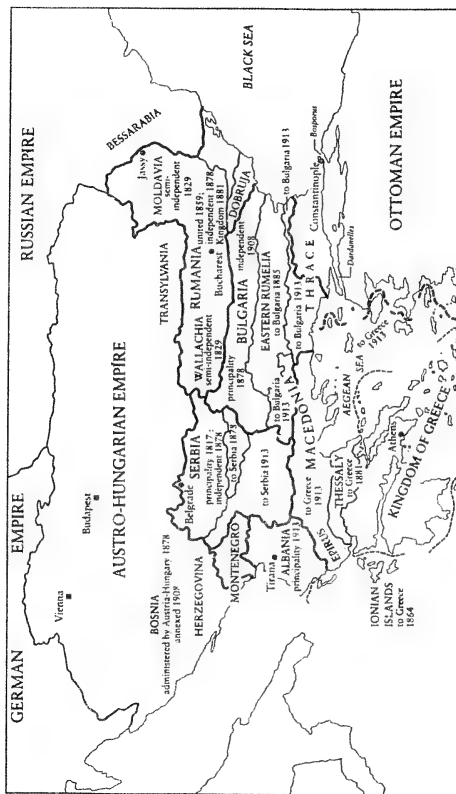 GERMAN
EMPIRE
RUSSIAN EMPIRE
Vienna
Budapest
AUSTRO-HUNGARIAN EMPIRE
BESSARABIA
Jassy
MOLDAVIA
semi-
independent
1829
TRANSYLVANIA
BLACK SEA
BOSNIA
administered by Austria-Hungary 1878
annexed 1908
HERZEGOVINA
Belgrade
SERBIA
principality 1817:
independent 1878
to Serbia 1878
WALLACHIA
semi-independent
1829
RUMANIA
united 1859;
independent 1878
Kingdom 1881
Bucharest
DOBRUJA
MONTENEGRO
to Serbia 1913
principality
1878
BULGARIA
independent
1908
EASTERN RUMELIA
to Bulgaria 1885
to Bulgaria 1913
to Bulgaria
1913
to Bulgaria 1913
Tirana
ALBANIA
principality 1913
MACEDONIA
to Greece
1913
THRACE
Constantinople
Bosporus
Dardanelles
OTTOMAN EMPIRE
EPIRUS
THESSALY
to Greece
1881
AEGEAN
SEA
to Greece
1913
IONIAN
ISLANDS
to Greece
1864
Athens
KINGDOM OF GREECE